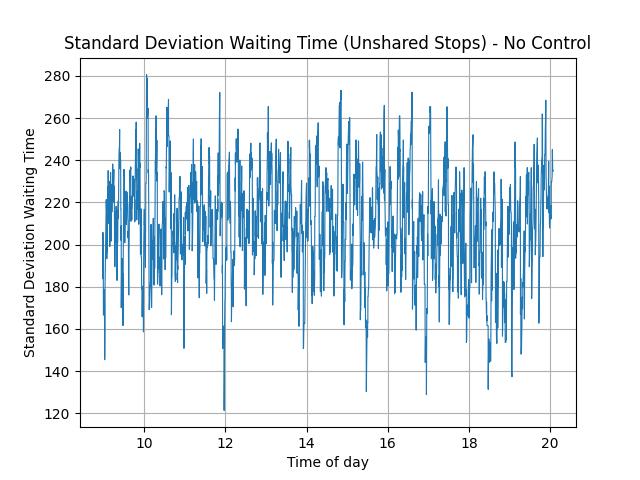 Standard Deviation Waiting Time (Unshared Stops) - No Control
280
260
240
220
200
180
160
140
120
Standard Deviation Waiting Time
10 12 14 16 18 20
Time of day